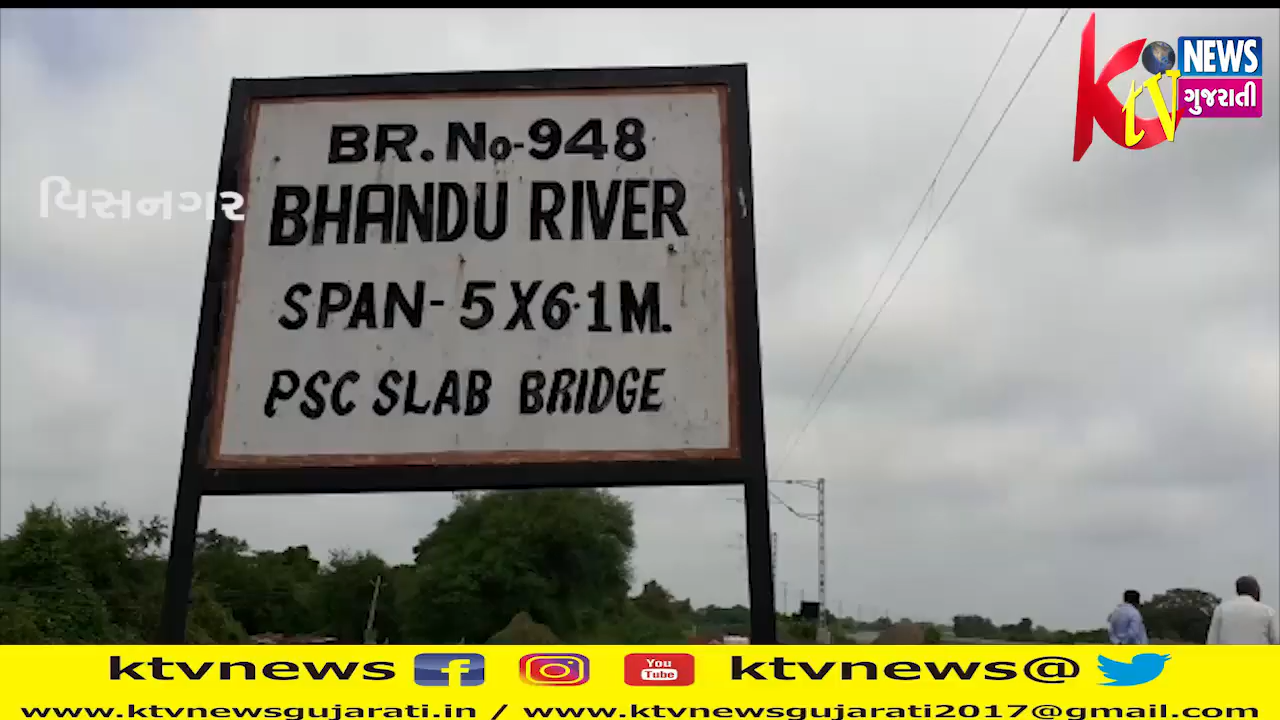 Ktv NEWS
ગુજરાતી
વિસનગર
BR. No-948
BHANDU RIVER
SPAN- 5X6·1M.
PSC SLAB BRIDGE
ktvnews f You Tube ktvnews@
www.ktvnewsgujarati.in / www.ktvnewsgujarati2017@gmail.com